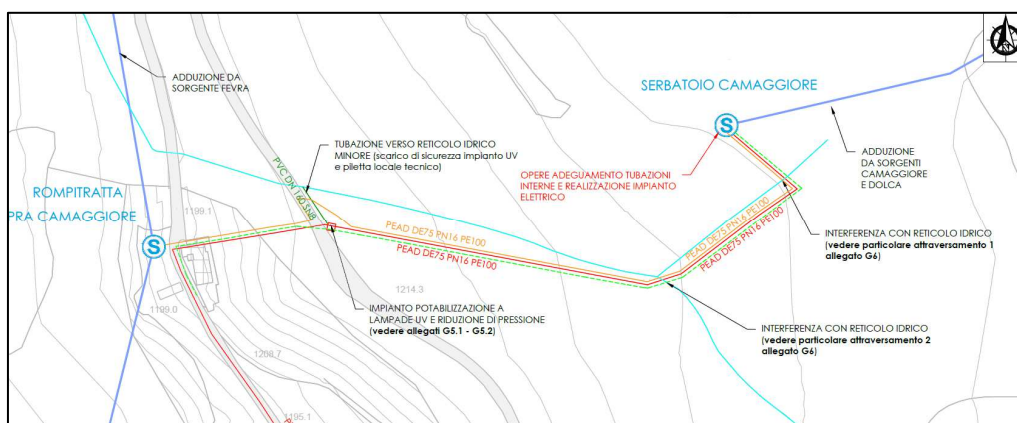 ADDUZIONE DA
SORGENTE FEVRA
SERBATOIO CAMAGGIORE
S
TUBAZIONE VERSO RETICOLO IDRICO
MINORE (scarico di sicurezza impianto UV
e piletta locale tecnico)
OPERE ADEGUAMENTO TUBAZIONI
INTERNE E REALIZZAZIONE IMPIANTO
ELETTRICO
ADDUZIONE
DA SORGENTI
CAMAGGIORE
E DOLCA
PVC DN 160 SN8
ROMPITRATTA
PRA CAMAGGIORE
1199.1
S
PEAD DE75 PN16 PE100
PEAD DE75 PN16 PE100
PEAD DE75 PN16 PE100
PEAD DE75 PN16 PE100
INTERFERENZA CON RETICOLO IDRICO
(vedere particolare attraversamento 1
allegato G6)
1214.3
1199.0
IMPIANTO POTABILIZZAZIONE A
LAMPADE UV E RIDUZIONE DI PRESSIONE
(vedere allegati G5.1 - G5.2)
INTERFERENZA CON RETICOLO IDRICO
(vedere particolare attraversamento 2
allegato G6)
1208.7
1195.1